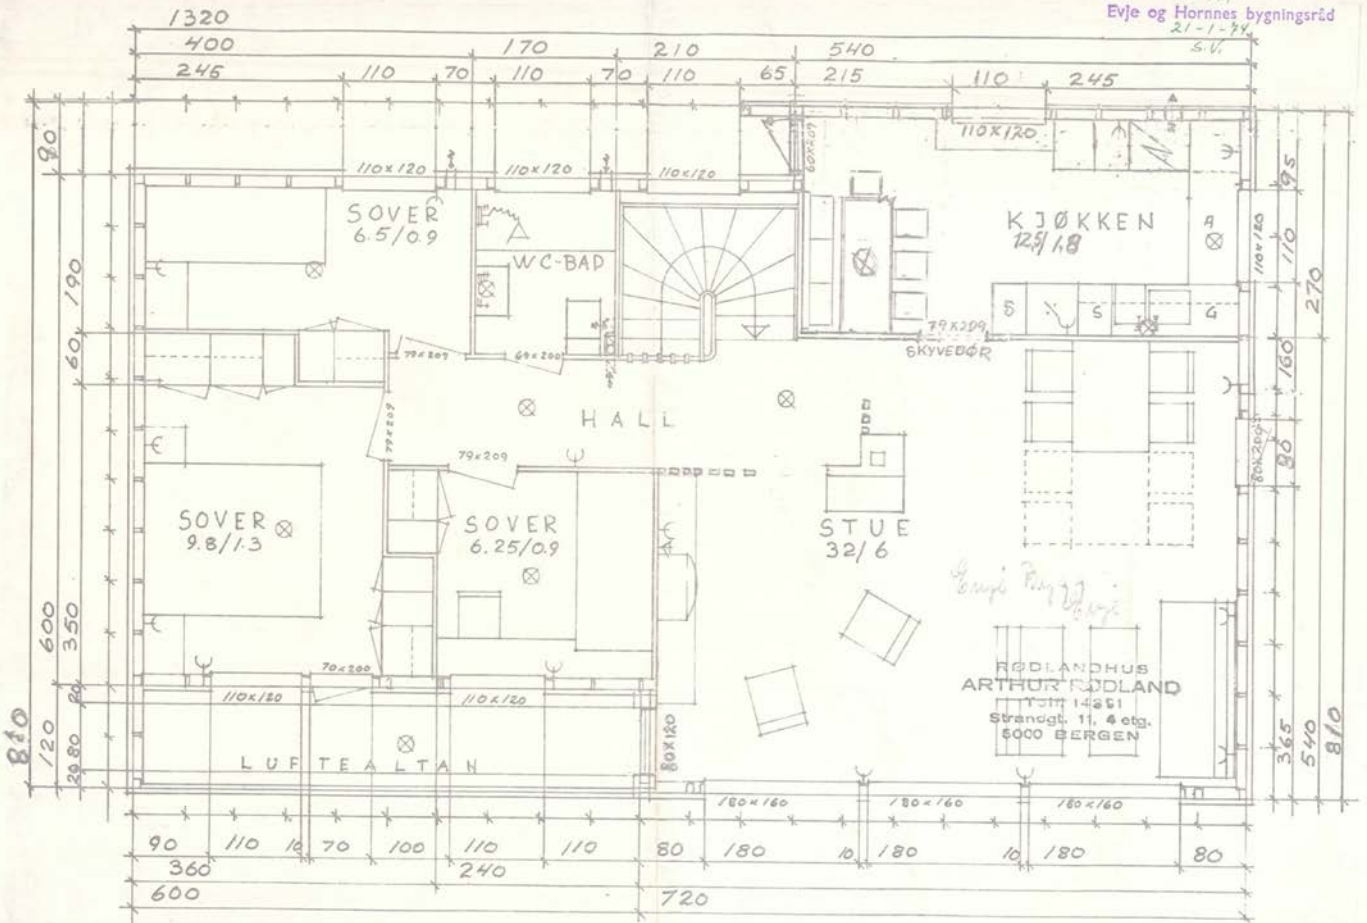 Evje og Hornnes bygningsråd
21-1-74
S.V.
1320
400 170 210 540
245 110 70 110 70 110 65 215 110 245
110x120 110x120 110x120 60x209 110x120
90 190 60 600 350 20 120 80 20 810
SOVER
6.5/0.9
WC-BAD
KJØKKEN
12,5/1,8
A
S S G
110x120
95 110 270 160 80
79x209
SKYVEDØR
79x209 69x200
79x209
HALL
79x209
80x209
SOVER
9.8/1.3
SOVER
6.25/0.9
STUE
32/6
RØDLANDHUS
ARTHUR RØDLAND
Strandgt. 11, 4 etg.
5000 BERGEN
70x200
110x120 110x120
80x120
LUFTEALTAN
365 540 810
180x160 180x160 180x160
90 110 10 70 100 110 110 80 180 10 180 10 180 80
360 240
600 720